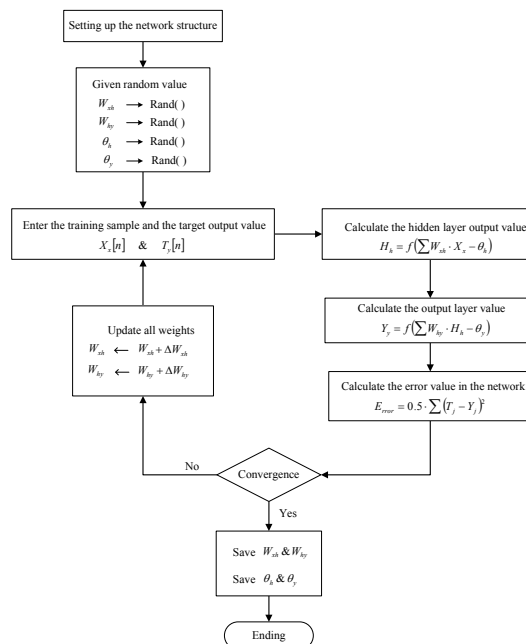 Setting up the network structure
Given random value
W_xh → Rand( )
W_hy → Rand( )
θ_h → Rand( )
θ_y → Rand( )
Enter the training sample and the target output value
X_x[n] & T_y[n]
Calculate the hidden layer output value
H_h = f(∑W_xh · X_x − θ_h)
Calculate the output layer value
Y_y = f(∑W_hy · H_h − θ_y)
Calculate the error value in the network
E_error = 0.5 · ∑(T_j − Y_j)²
Update all weights
W_xh ← W_xh + ΔW_xh
W_hy ← W_hy + ΔW_hy
No
Convergence
Yes
Save W_xh & W_hy
Save θ_h & θ_y
Ending